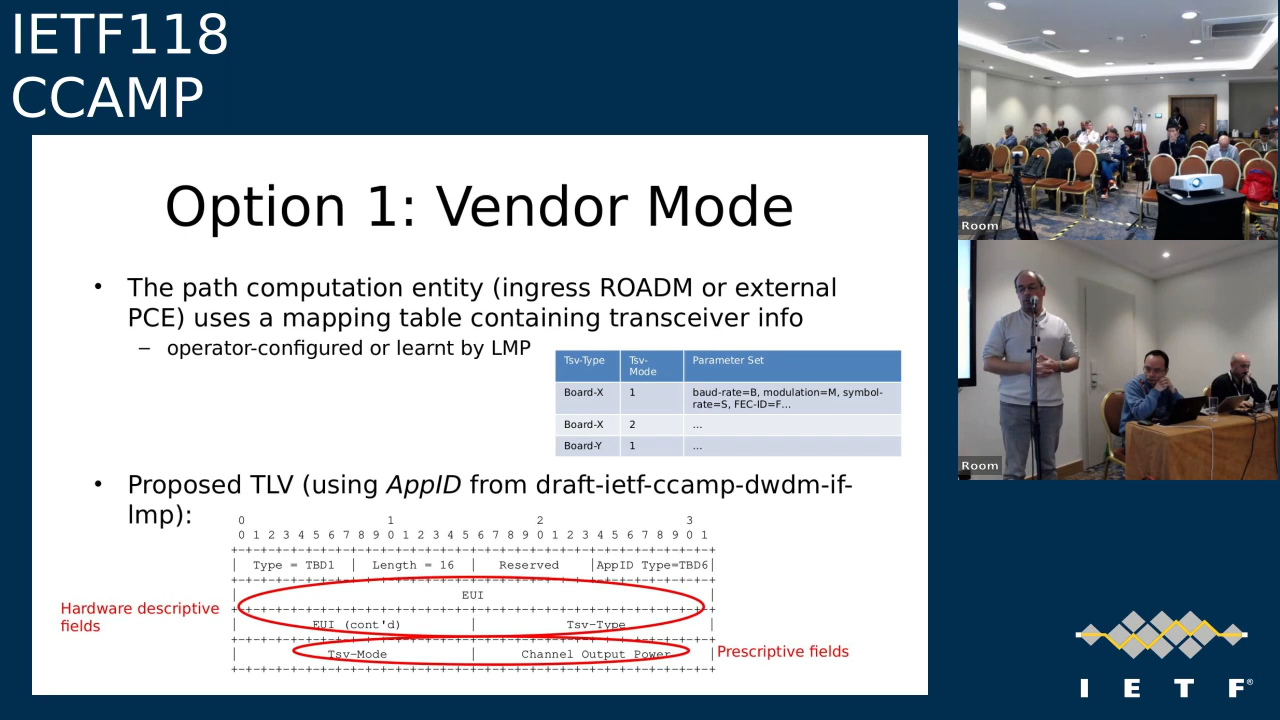 IETF118
CCAMP
Option 1: Vendor Mode
• The path computation entity (ingress ROADM or external
PCE) uses a mapping table containing transceiver info
– operator-configured or learnt by LMP
Tsv-Type Tsv-Mode Parameter Set
Board-X 1 baud-rate=B, modulation=M, symbol-
rate=S, FEC-ID=F...
Board-X 2 ...
Board-Y 1 ...
• Proposed TLV (using AppID from draft-ietf-ccamp-dwdm-if-
lmp):
0 1 2 3
0 1 2 3 4 5 6 7 8 9 0 1 2 3 4 5 6 7 8 9 0 1 2 3 4 5 6 7 8 9 0 1
+-+-+-+-+-+-+-+-+-+-+-+-+-+-+-+-+-+-+-+-+-+-+-+-+-+-+-+-+-+-+-+-+
| Type = TBD1 | Length = 16 | Reserved |AppID Type=TBD6|
+-+-+-+-+-+-+-+-+-+-+-+-+-+-+-+-+-+-+-+-+-+-+-+-+-+-+-+-+-+-+-+-+
| EUI |
+-+-+-+-+-+-+-+-+-+-+-+-+-+-+-+-+-+-+-+-+-+-+-+-+-+-+-+-+-+-+-+-+
| EUI (cont'd) | Tsv-Type |
+-+-+-+-+-+-+-+-+-+-+-+-+-+-+-+-+-+-+-+-+-+-+-+-+-+-+-+-+-+-+-+-+
| Tsv-Mode | Channel Output Power |
+-+-+-+-+-+-+-+-+-+-+-+-+-+-+-+-+-+-+-+-+-+-+-+-+-+-+-+-+-+-+-+-+
Hardware descriptive
fields
Prescriptive fields
Room
Room
I E T F®